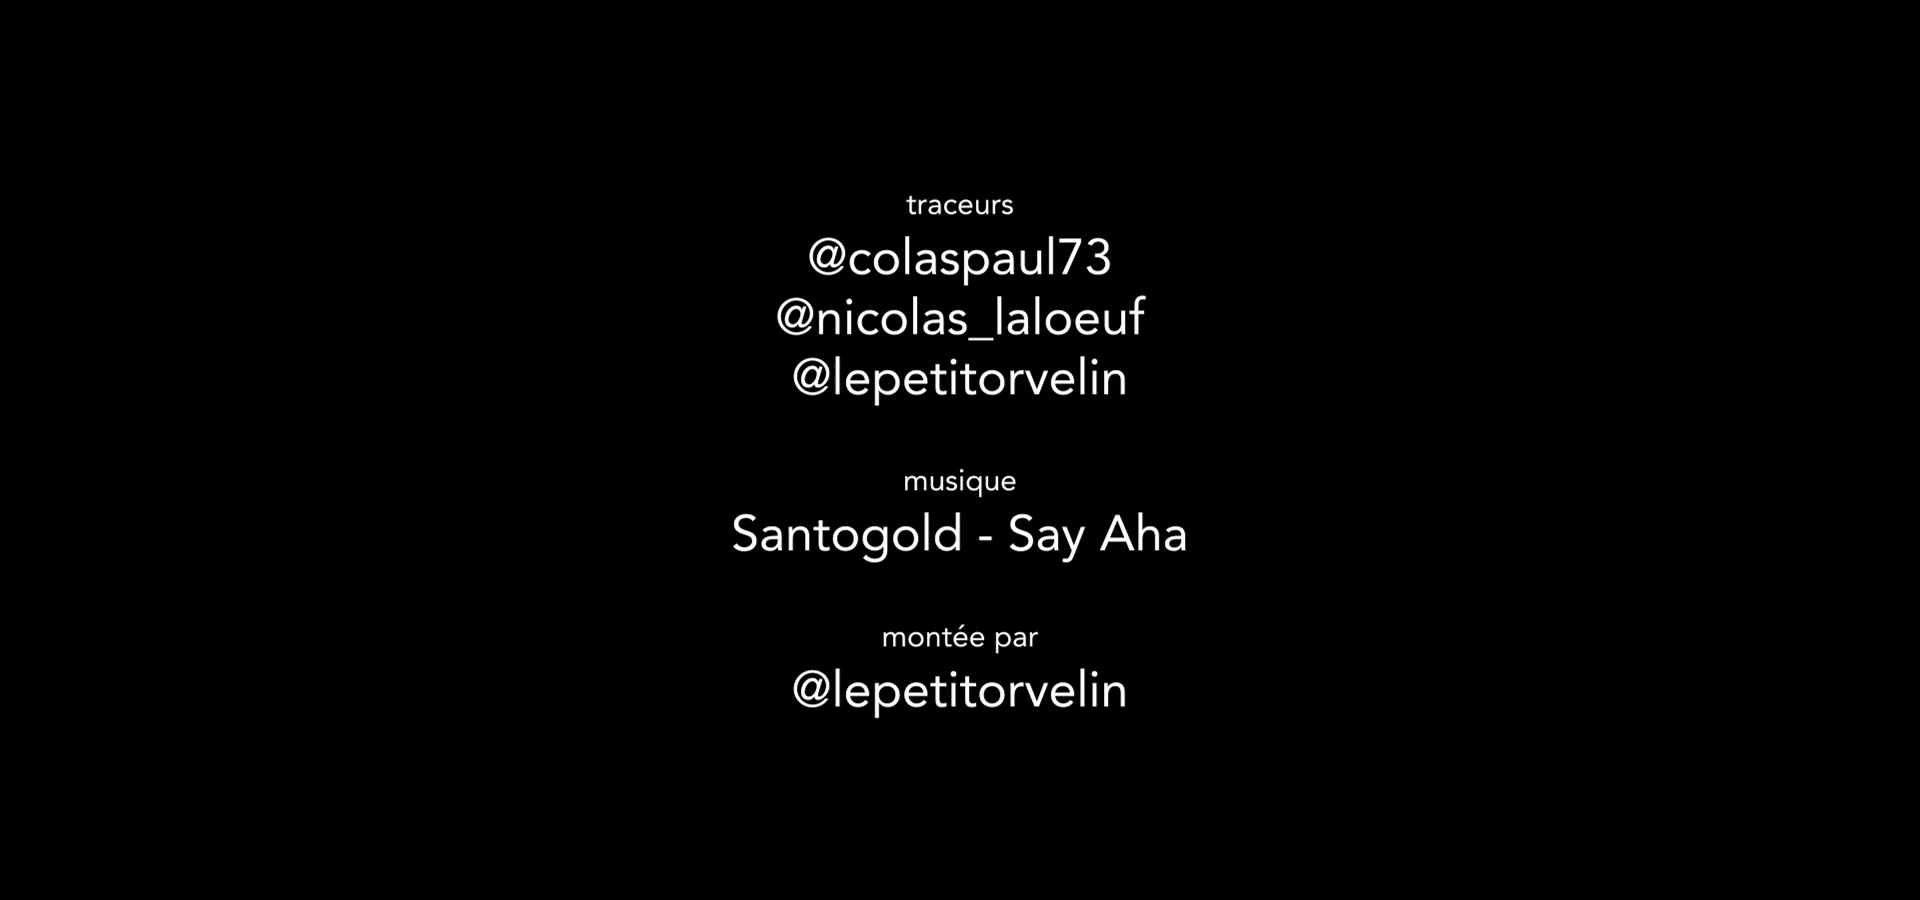 traceurs
@colaspaul73
@nicolas_laloeuf
@lepetitorvelin
musique
Santogold - Say Aha
montée par
@lepetitorvelin